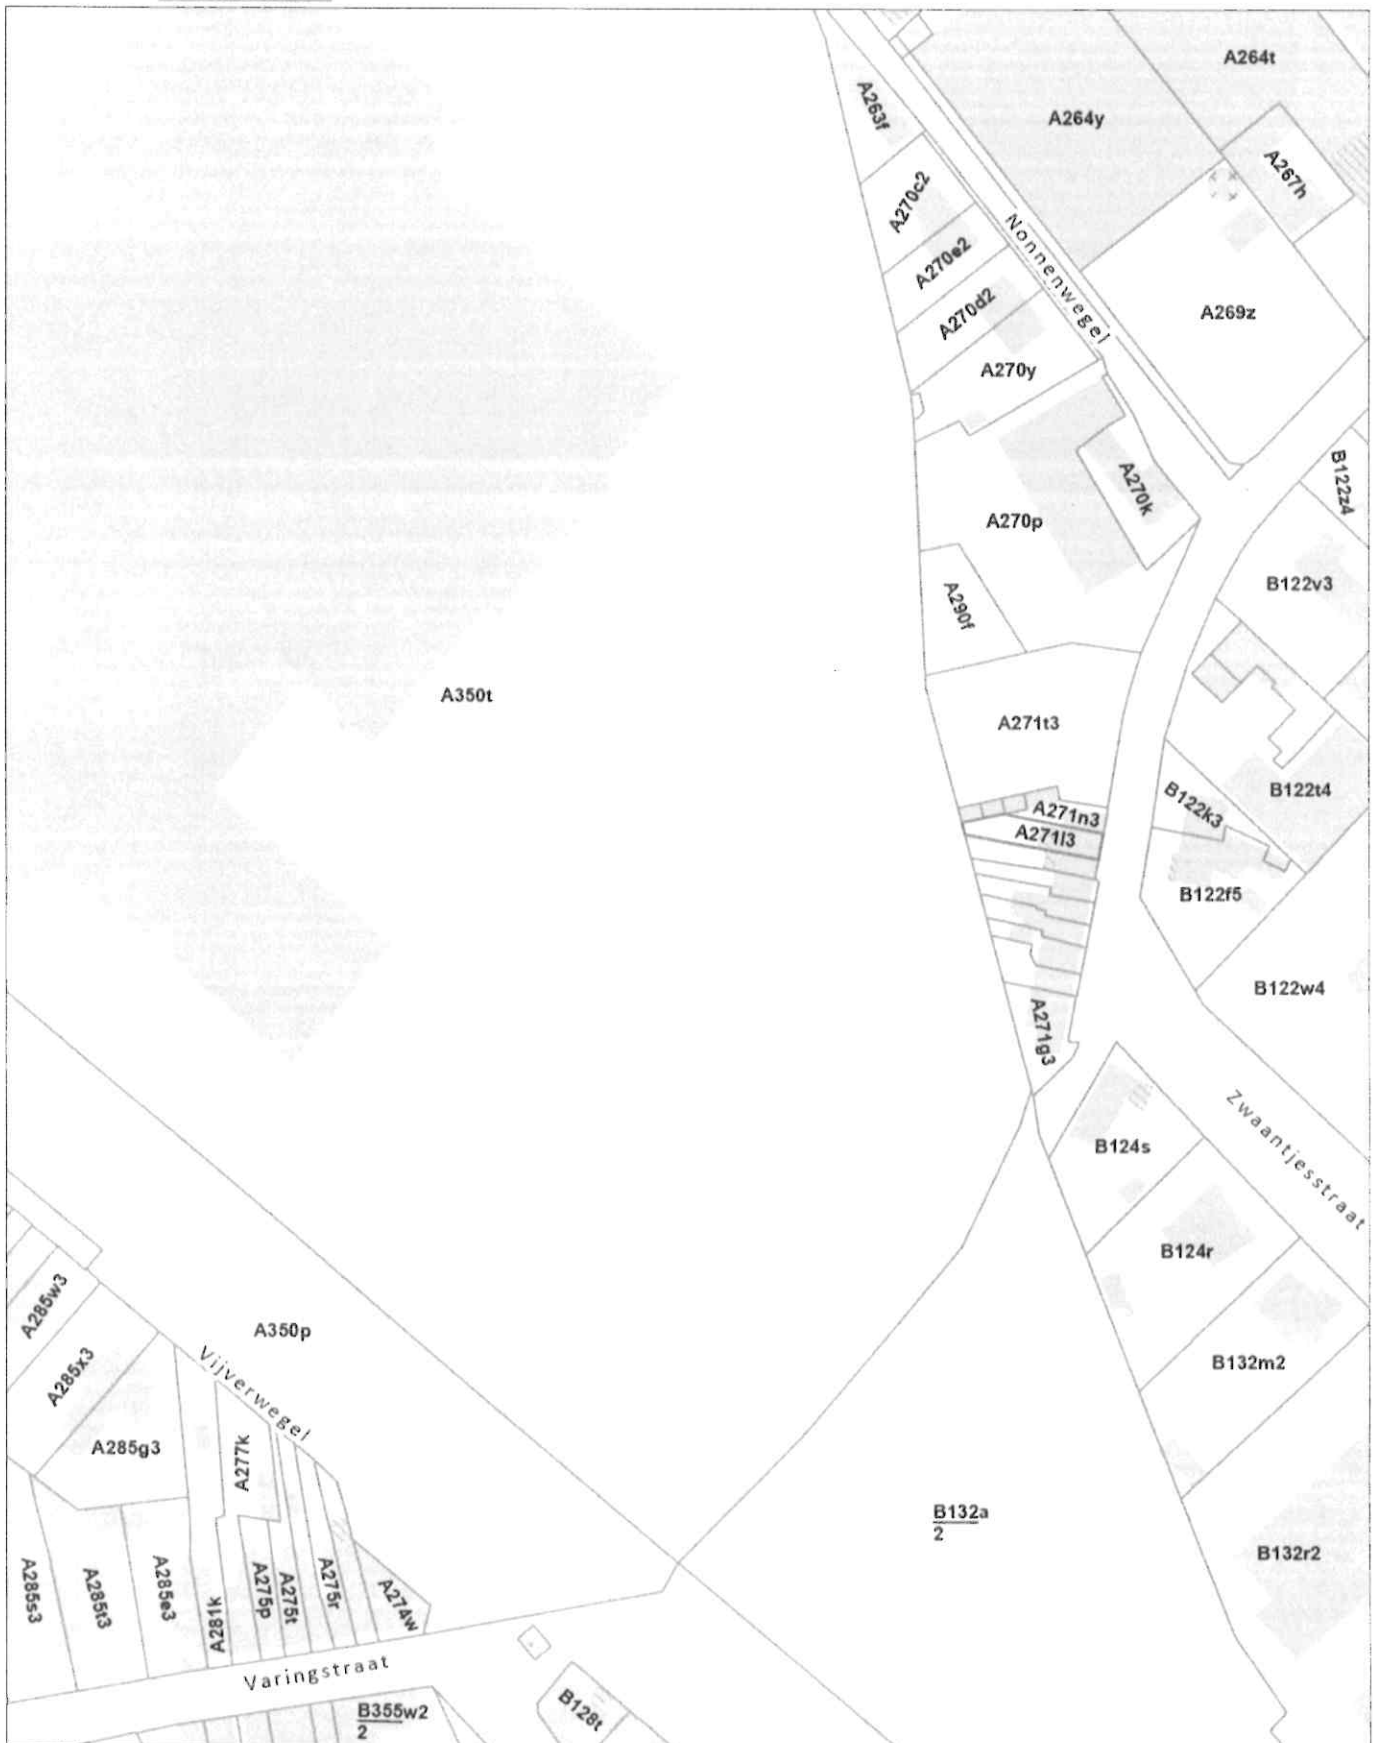 A264t
A264y
A263f
A267h
A270c2
Nonnenwegel
A270e2
A270d2
A269z
A270y
B122z4
A270k
A270p
B122v3
A290f
A350t
A271t3
B122t4
B122k3
A271n3
A271l3
B122f5
B122w4
A271g3
Zwaantjesstraat
B124s
B124r
A285w3
A350p
Vijverwegel
B132m2
A285x3
A285g3
A277k
B132a
2
B132r2
A285s3
A285t3
A285e3
A281k
A275p
A275t
A275r
A274w
Varingstraat
B355w2
2
B128t